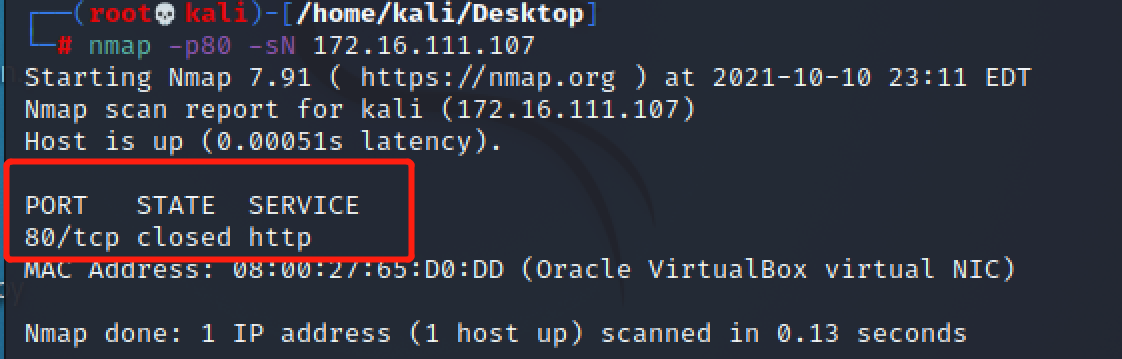 ┌──(root💀kali)-[/home/kali/Desktop]
└─# nmap -p80 -sN 172.16.111.107
Starting Nmap 7.91 ( https://nmap.org ) at 2021-10-10 23:11 EDT
Nmap scan report for kali (172.16.111.107)
Host is up (0.00051s latency).
PORT   STATE  SERVICE
80/tcp closed http
MAC Address: 08:00:27:65:D0:DD (Oracle VirtualBox virtual NIC)
Nmap done: 1 IP address (1 host up) scanned in 0.13 seconds